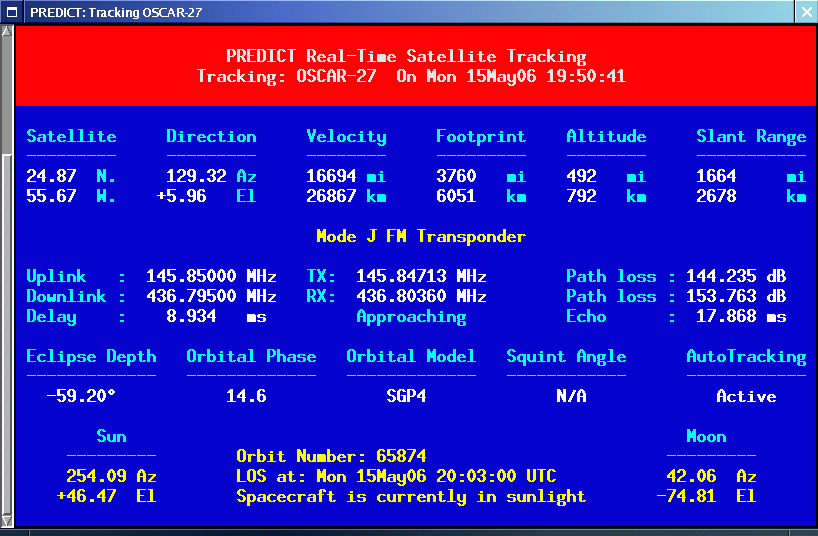 PREDICT: Tracking OSCAR-27
PREDICT Real-Time Satellite Tracking
Tracking: OSCAR-27  On Mon 15May06 19:50:41
Satellite     Direction     Velocity     Footprint    Altitude     Slant Range
---------     ---------     --------     ---------    --------     -----------
24.87  N.     129.32 Az     16694 mi     3760   mi    492   mi     1664     mi
55.67  W.    +5.96   El     26867 km     6051   km    792   km     2678     km
Mode J FM Transponder
Uplink   :  145.85000 MHz   TX:  145.84713 MHz        Path loss : 144.235 dB
Downlink :  436.79500 MHz   RX:  436.80360 MHz        Path loss : 153.763 dB
Delay    :    8.934   ms         Approaching          Echo      :  17.868 ms
Eclipse Depth   Orbital Phase   Orbital Model   Squint Angle      AutoTracking
-------------   -------------   -------------   ------------      ------------
-59.20°           14.6            SGP4             N/A             Active
Sun                                                        Moon
---------        Orbit Number: 65874                        ---------
254.09 Az        LOS at: Mon 15May06 20:03:00 UTC           42.06  Az
+46.47  El        Spacecraft is currently in sunlight       -74.81  El